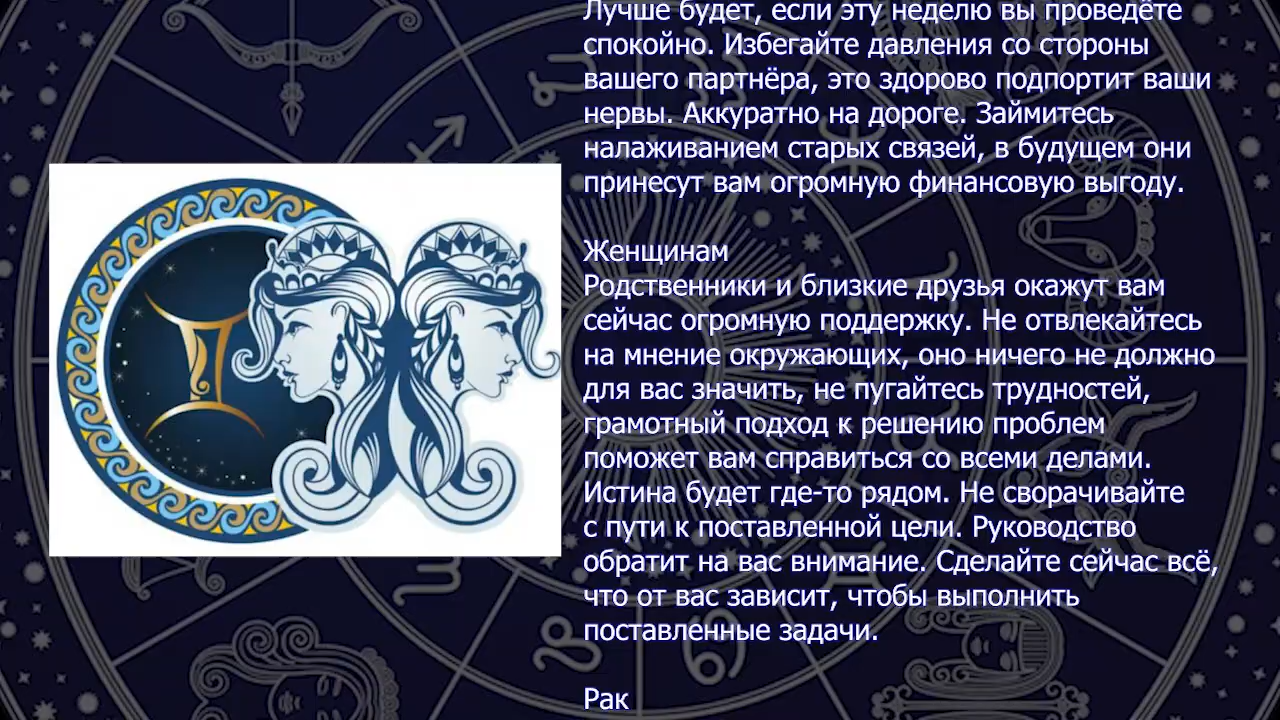 Лучше будет, если эту неделю вы проведёте
спокойно. Избегайте давления со стороны
вашего партнёра, это здорово подпортит ваши
нервы. Аккуратно на дороге. Займитесь
налаживанием старых связей, в будущем они
принесут вам огромную финансовую выгоду.
Женщинам
Родственники и близкие друзья окажут вам
сейчас огромную поддержку. Не отвлекайтесь
на мнение окружающих, оно ничего не должно
для вас значить, не пугайтесь трудностей,
грамотный подход к решению проблем
поможет вам справиться со всеми делами.
Истина будет где-то рядом. Не сворачивайте
с пути к поставленной цели. Руководство
обратит на вас внимание. Сделайте сейчас всё,
что от вас зависит, чтобы выполнить
поставленные задачи.
Рак